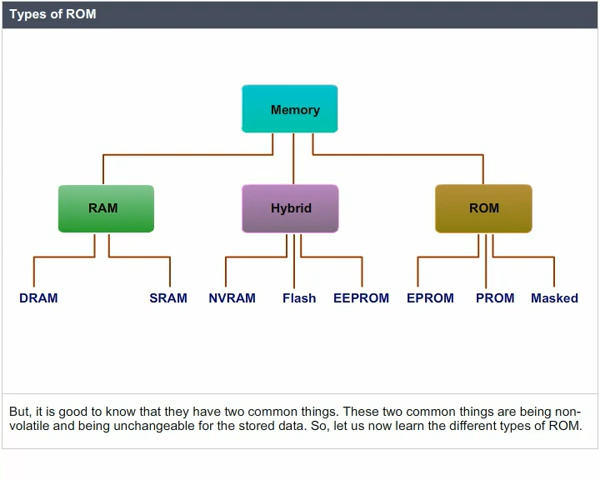 Types of ROM
Memory
RAM Hybrid ROM
DRAM SRAM NVRAM Flash EEPROM EPROM PROM Masked
But, it is good to know that they have two common things. These two common things are being non-
volatile and being unchangeable for the stored data. So, let us now learn the different types of ROM.